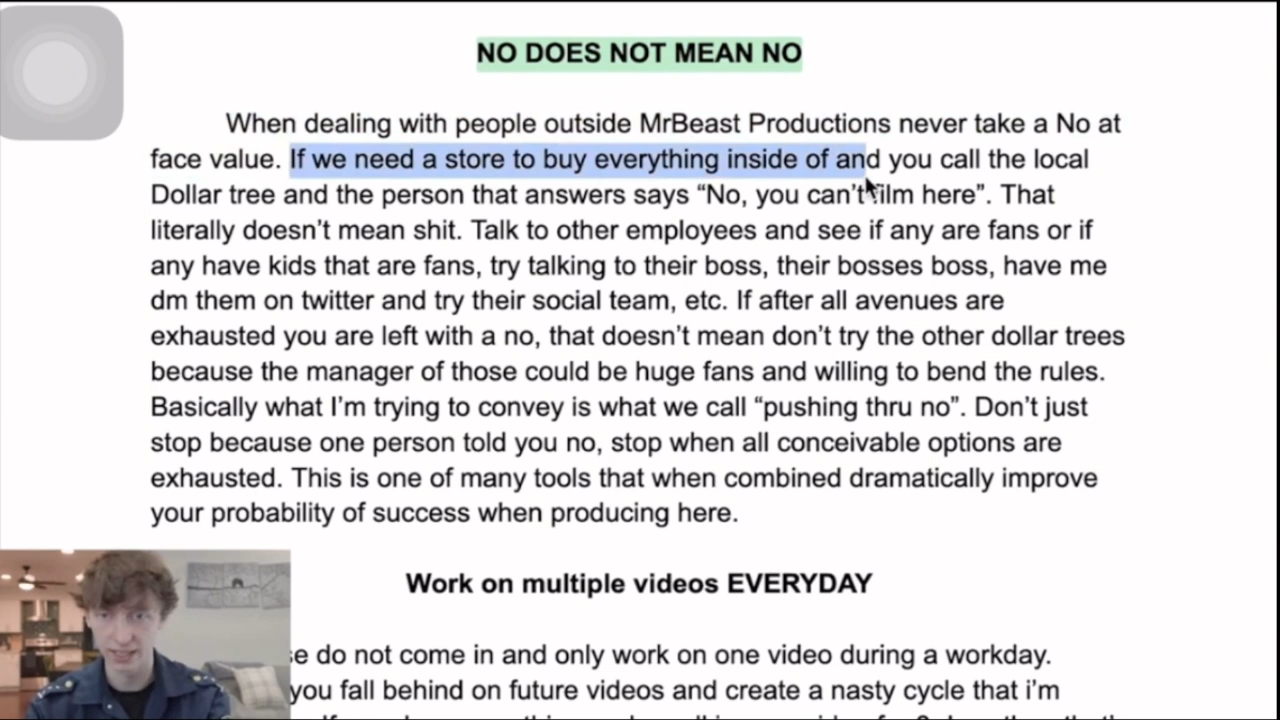 NO DOES NOT MEAN NO
When dealing with people outside MrBeast Productions never take a No at
face value. If we need a store to buy everything inside of and you call the local
Dollar tree and the person that answers says “No, you can’t film here”. That
literally doesn’t mean shit. Talk to other employees and see if any are fans or if
any have kids that are fans, try talking to their boss, their bosses boss, have me
dm them on twitter and try their social team, etc. If after all avenues are
exhausted you are left with a no, that doesn’t mean don’t try the other dollar trees
because the manager of those could be huge fans and willing to bend the rules.
Basically what I’m trying to convey is what we call “pushing thru no”. Don’t just
stop because one person told you no, stop when all conceivable options are
exhausted. This is one of many tools that when combined dramatically improve
your probability of success when producing here.
Work on multiple videos EVERYDAY
do not come in and only work on one video during a workday.
you fall behind on future videos and create a nasty cycle that i’m